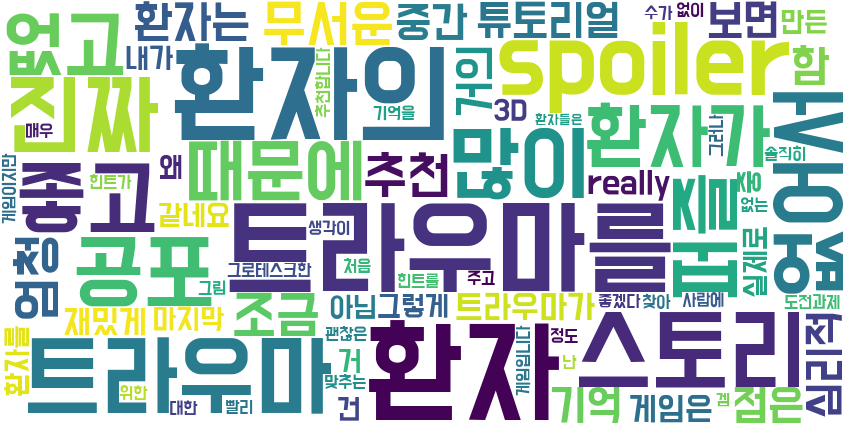 환자는
무서운
중간
튜토리얼
보면
수가
없이
만든
없고
내가
spoiler
함
진짜
환자의
추천합니다
기억을
거의
3D
환자들은
환자가
그러나
솔직히
매우
때문에
추천
많이
really
퍼즐
중
없는
게임이지만
좋고
힌트가
왜
같네요
생각이
트라우마를
실제로
엄청
공포
그로테스크한
처음
힌트를
주고
그림
조금
아님
그렇게
트라우마가
좋겠다
찾아
사람에
도전과제
재밌게
마지막
환자를
트라우마
괜찮은
거
맞추는
환자
게임입니다
정도
난
스토리
심리적
위한
대한
빨리
건
기억
게임은
점은
겜